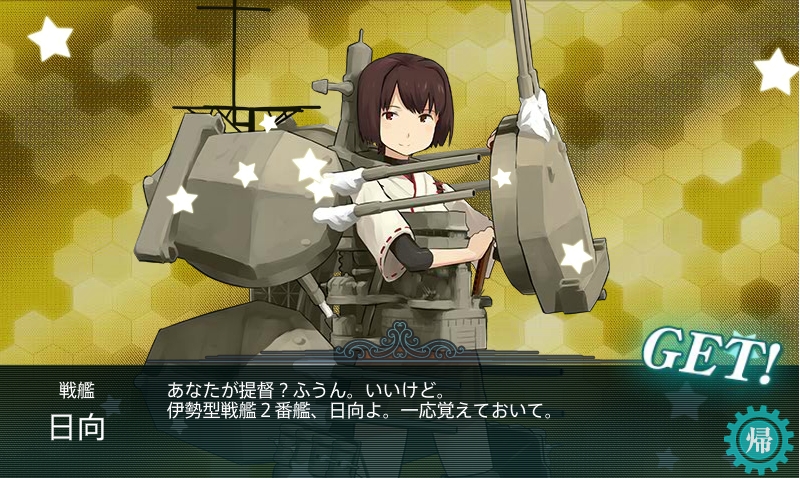 GET!
戦艦
日向
あなたが提督？ふうん。いいけど。
伊勢型戦艦２番艦、日向よ。一応覚えておいて。
帰